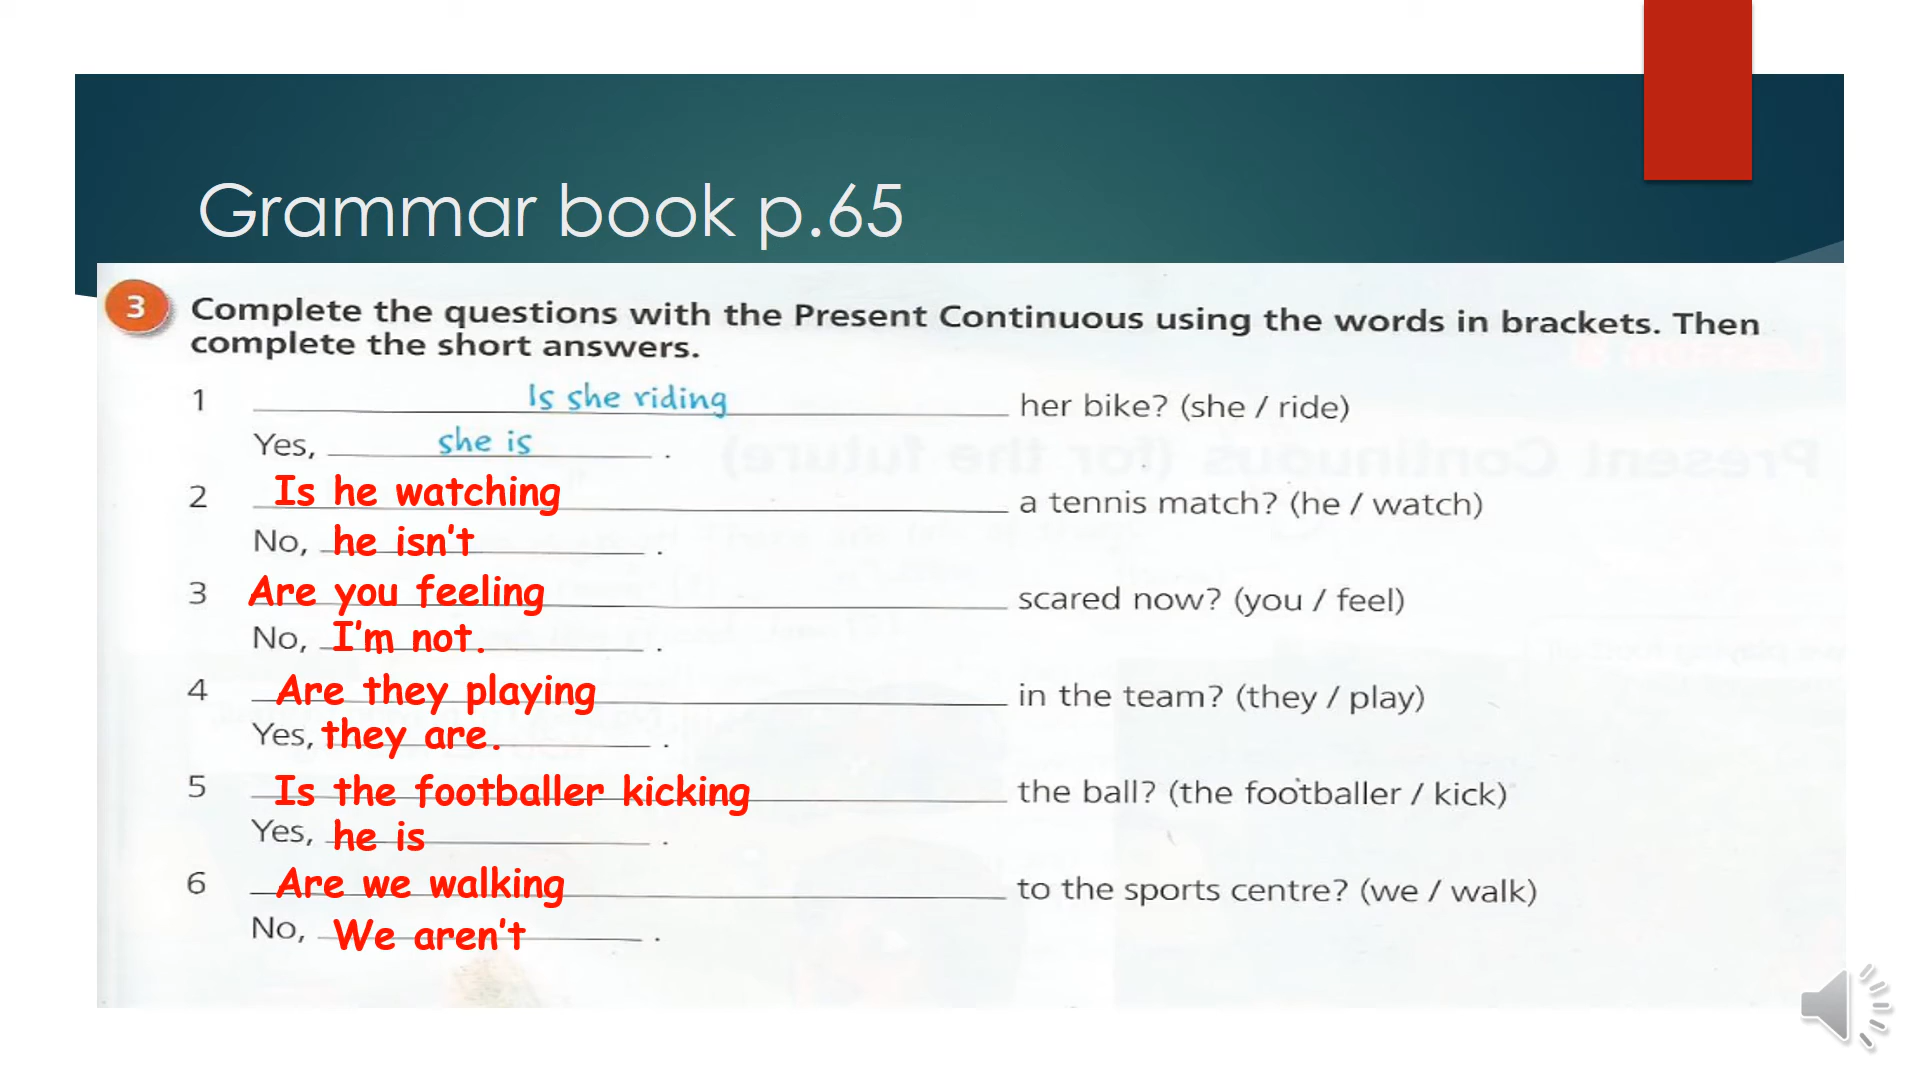 Grammar book p.65
3 Complete the questions with the Present Continuous using the words in brackets. Then
complete the short answers.
1 Is she riding her bike? (she / ride)
Yes, she is .
2 Is he watching a tennis match? (he / watch)
No, he isn't .
3 Are you feeling scared now? (you / feel)
No, I'm not. .
4 Are they playing in the team? (they / play)
Yes, they are. .
5 Is the footballer kicking the ball? (the footballer / kick)
Yes, he is .
6 Are we walking to the sports centre? (we / walk)
No, We aren't .